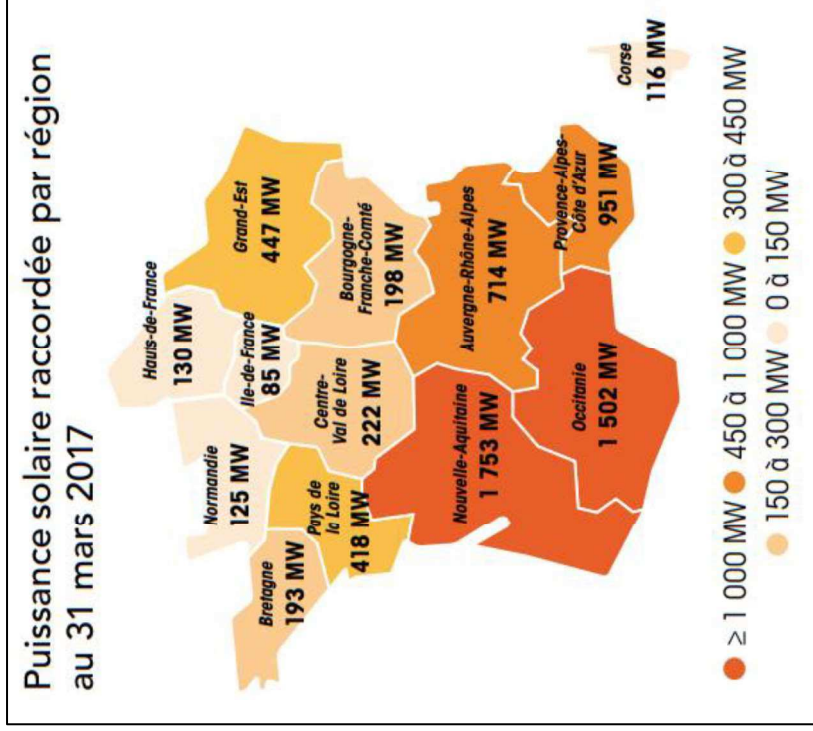 Puissance solaire raccordée par région
au 31 mars 2017
Hauts-de-France
130 MW
Normandie
125 MW
Ile-de-France
85 MW
Grand-Est
447 MW
Bretagne
193 MW
Pays de
la Loire
418 MW
Centre-
Val de Loire
222 MW
Bourgogne-
Franche-Comté
198 MW
Nouvelle-Aquitaine
1 753 MW
Auvergne-Rhône-Alpes
714 MW
Occitanie
1 502 MW
Provence-Alpes-
Côte d'Azur
951 MW
Corse
116 MW
≥ 1 000 MW 450 à 1 000 MW 300 à 450 MW
150 à 300 MW 0 à 150 MW